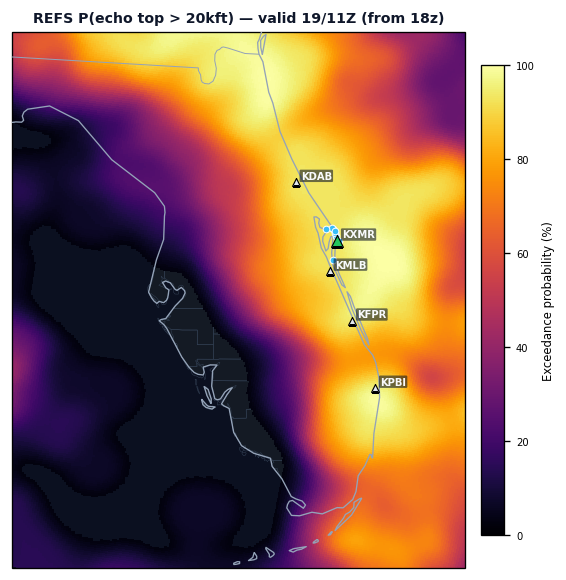 REFS P(echo top > 20kft) — valid 19/11Z (from 18z)
KDAB
KXMR
KMLB
KFPR
KPBI
100
80
60
40
20
0
Exceedance probability (%)